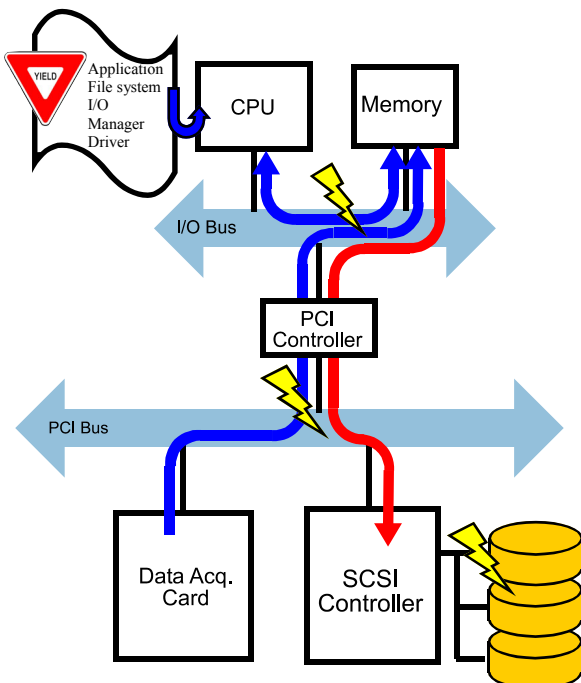 YIELD
Application
File system
I/O
Manager
Driver
CPU
Memory
I/O Bus
PCI
Controller
PCI Bus
Data Acq.
Card
SCSI
Controller